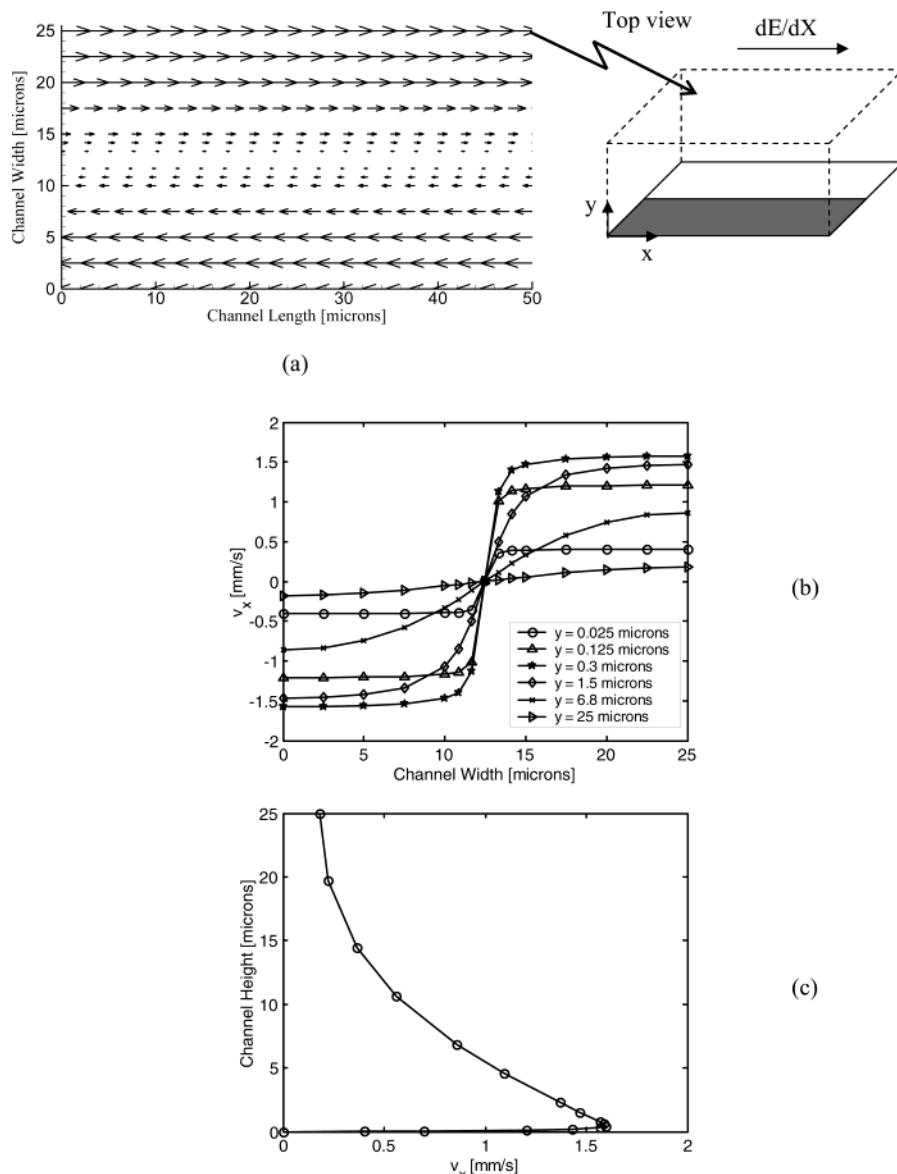 Top view
dE/dX
25
20
15
10
5
0
Channel Width [microns]
0 10 20 30 40 50
Channel Length [microns]
y
x
(a)
2
1.5
1
0.5
0
-0.5
-1
-1.5
-2
v_x [mm/s]
y = 0.025 microns
y = 0.125 microns
y = 0.3 microns
y = 1.5 microns
y = 6.8 microns
y = 25 microns
0 5 10 15 20 25
Channel Width [microns]
(b)
25
20
15
10
5
0
Channel Height [microns]
0 0.5 1 1.5 2
v_x [mm/s]
(c)